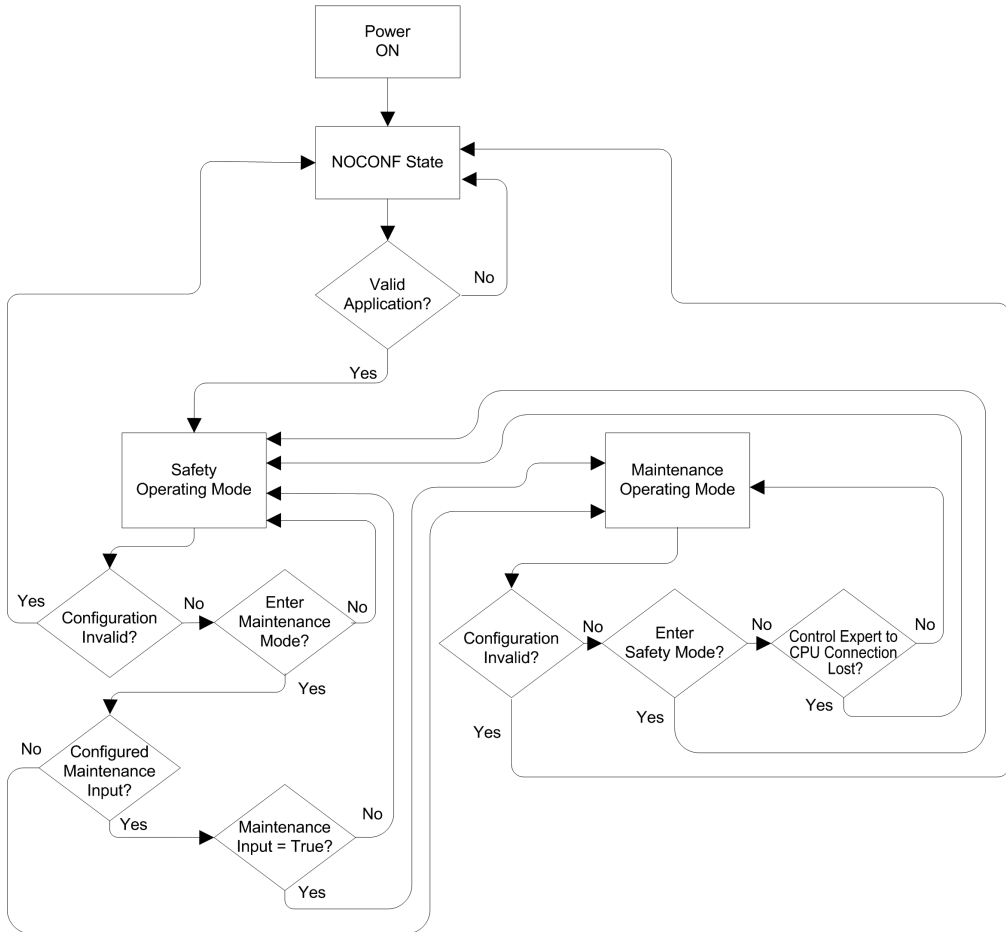 Power
ON
NOCONF State
Valid
Application?
No
Yes
Safety
Operating Mode
Maintenance
Operating Mode
Yes
Configuration
Invalid?
No
Enter
Maintenance
Mode?
No
Yes
Configuration
Invalid?
No
Enter
Safety Mode?
No
Control Expert to
CPU Connection
Lost?
No
Yes
Yes
Yes
No
Configured
Maintenance
Input?
Yes
Maintenance
Input = True?
No
Yes